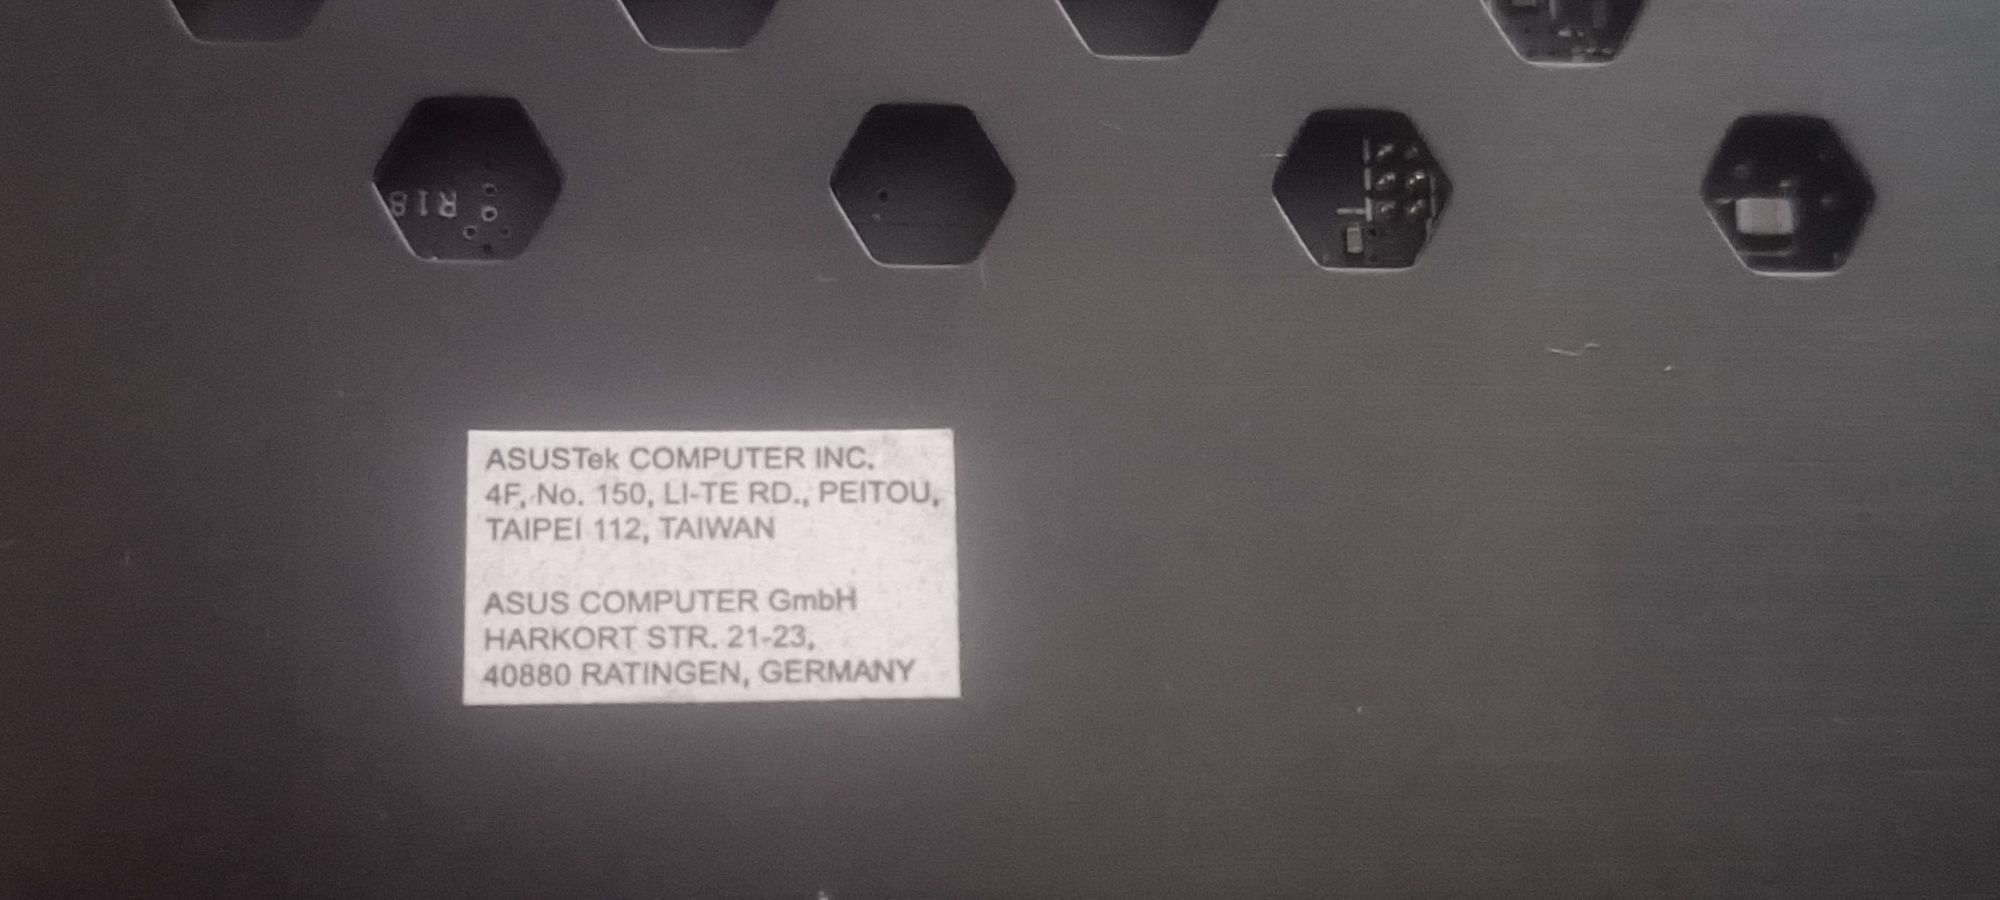 R18
ASUSTek COMPUTER INC.
4F, No. 150, LI-TE RD., PEITOU,
TAIPEI 112, TAIWAN
ASUS COMPUTER GmbH
HARKORT STR. 21-23,
40880 RATINGEN, GERMANY